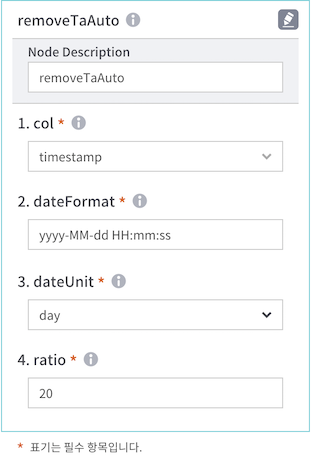 removeTaAuto
Node Description
removeTaAuto
1. col *
timestamp
2. dateFormat *
yyyy-MM-dd HH:mm:ss
3. dateUnit *
day
4. ratio *
20
* 표기는 필수 항목입니다.